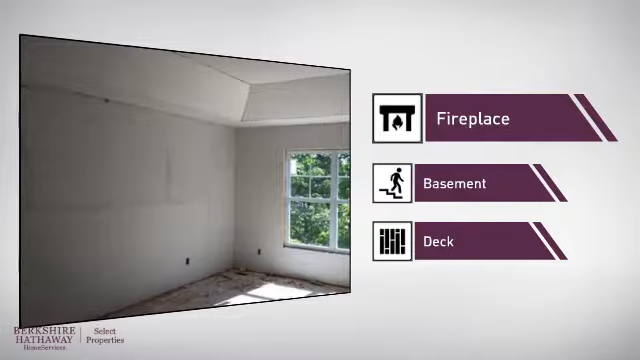 Fireplace
Basement
Deck
BERKSHIRE
HATHAWAY
HomeServices
Select
Properties